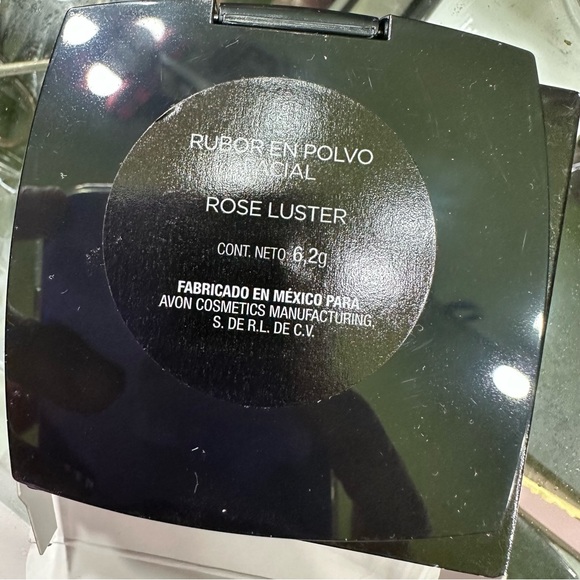 RUBOR EN POLVO
FACIAL
ROSE LUSTER
CONT. NETO: 6,2g
FABRICADO EN MÉXICO PARA
AVON COSMETICS MANUFACTURING,
S. DE R.L. DE C.V.